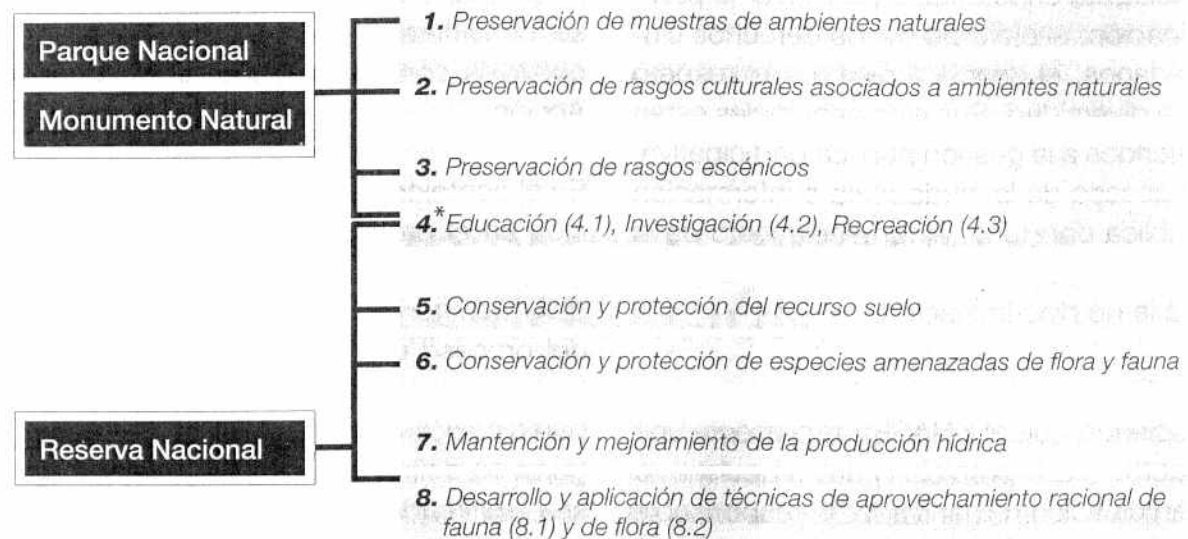 Parque Nacional
Monumento Natural
1. Preservación de muestras de ambientes naturales
2. Preservación de rasgos culturales asociados a ambientes naturales
3. Preservación de rasgos escénicos
4.* Educación (4.1), Investigación (4.2), Recreación (4.3)
5. Conservación y protección del recurso suelo
6. Conservación y protección de especies amenazadas de flora y fauna
Reserva Nacional
7. Mantención y mejoramiento de la producción hídrica
8. Desarrollo y aplicación de técnicas de aprovechamiento racional de
fauna (8.1) y de flora (8.2)